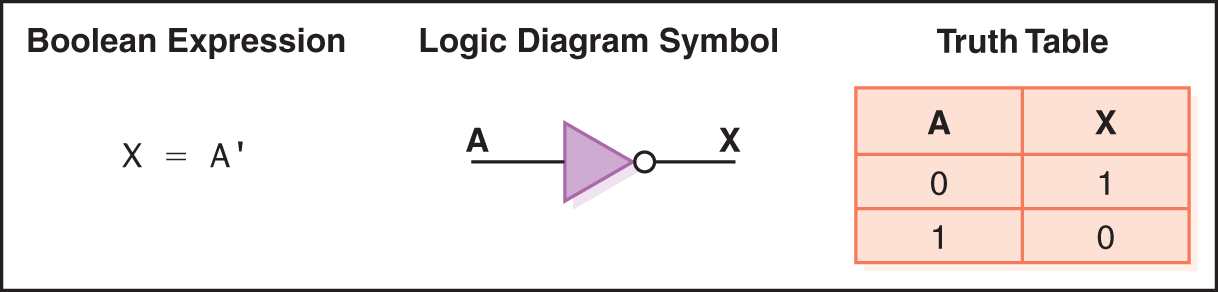 Boolean Expression
X = A'
Logic Diagram Symbol
A X
Truth Table
A X
0 1
1 0